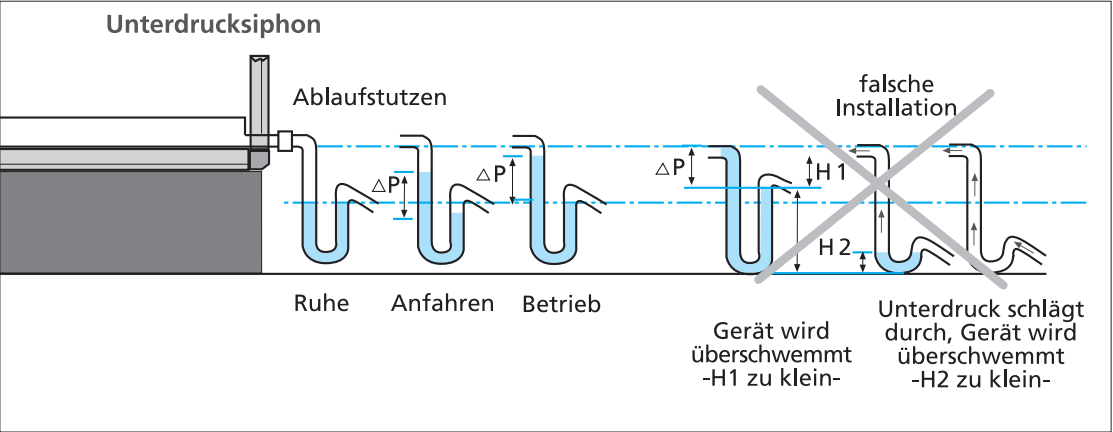 Unterdrucksiphon
Ablaufstutzen
falsche
Installation
△P
△P
△P
H 1
H 2
Ruhe
Anfahren
Betrieb
Gerät wird
überschwemmt
-H1 zu klein-
Unterdruck schlägt
durch, Gerät wird
überschwemmt
-H2 zu klein-